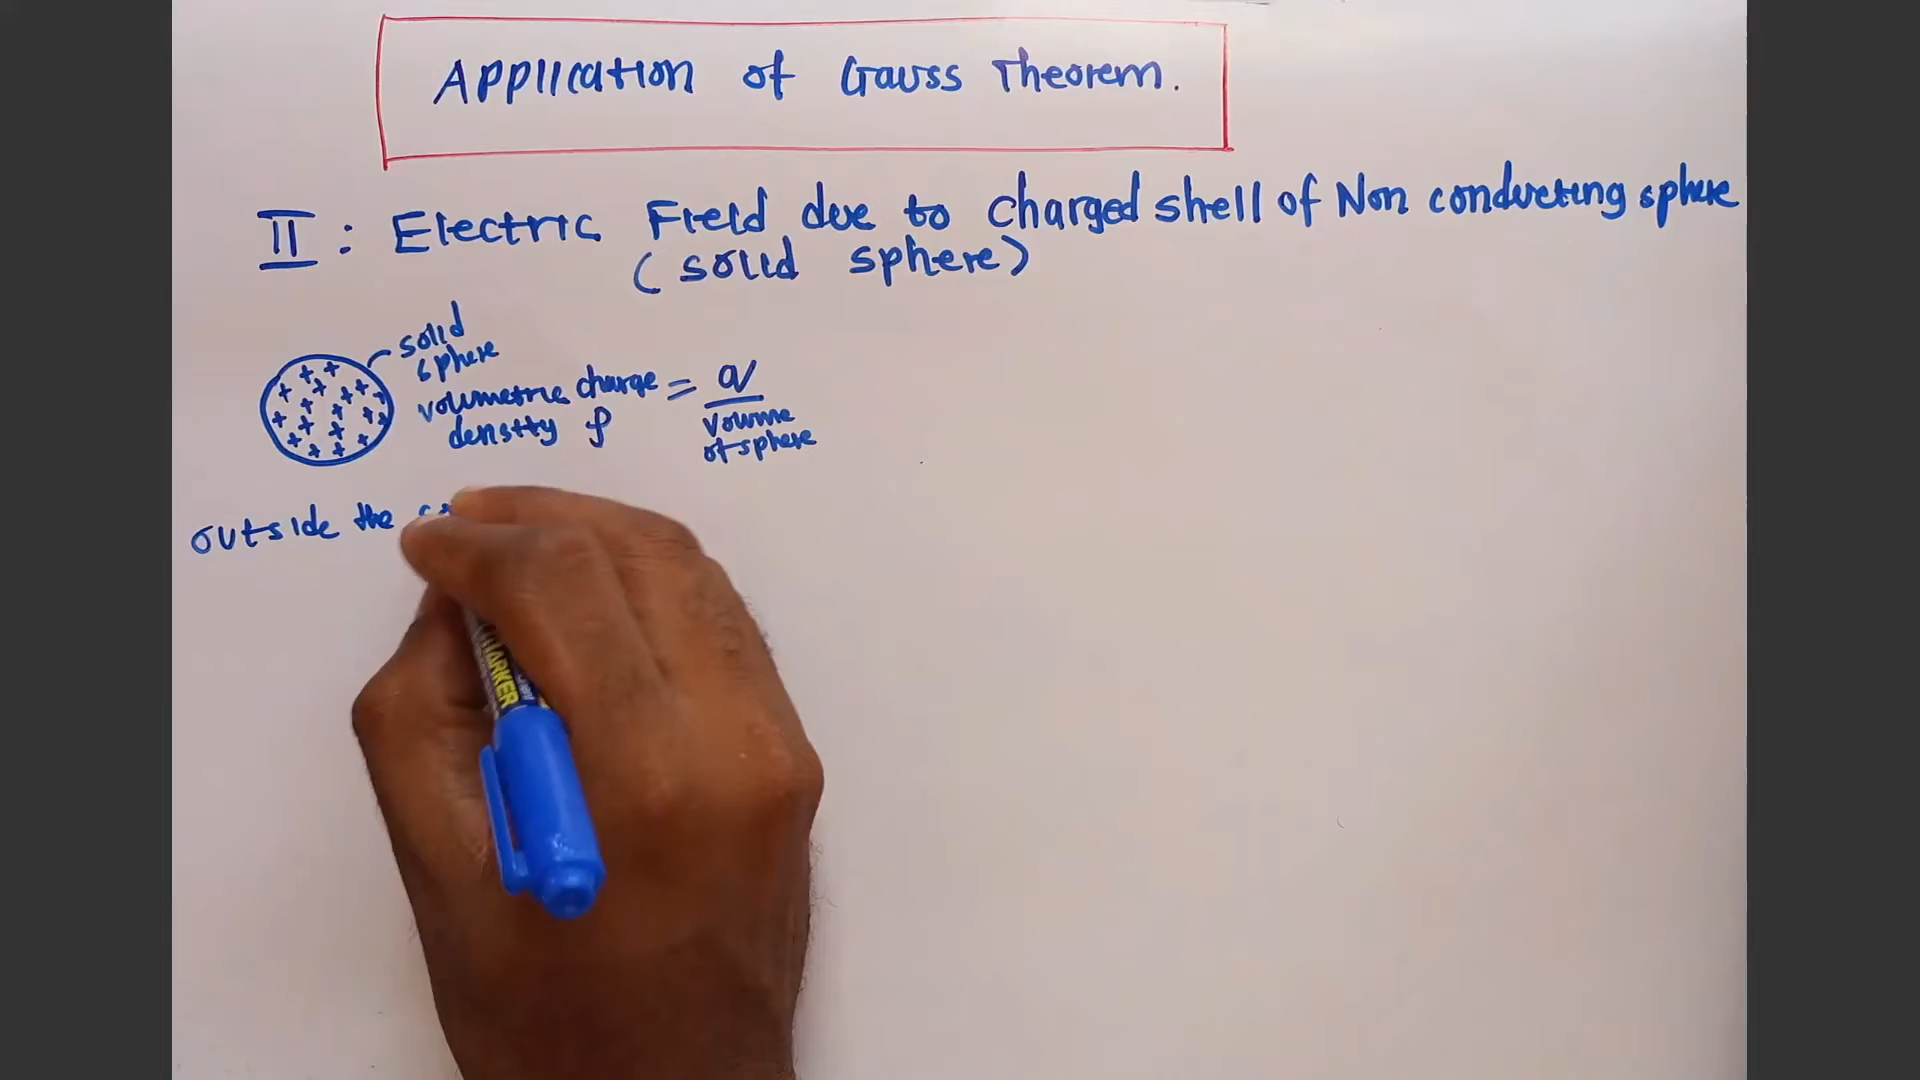 Application of Gauss Theorem.
II : Electric Field due to charged shell of Non conducting sphere
(solid sphere)
solid
sphere
volumetric charge = q
density ρ volume
of sphere
outside the
MARKER